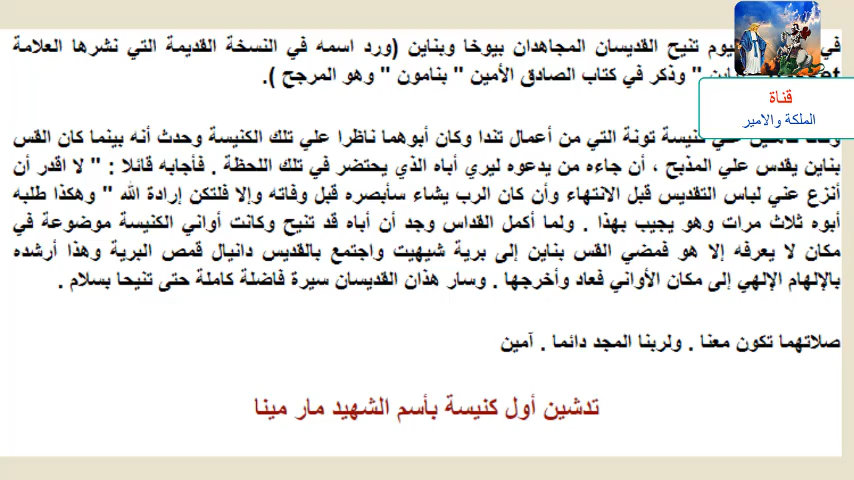 في يوم تنيح القديسان المجاهدان بيوخا وبناين (ورد اسمه في النسخة القديمة التي نشرها العلامة
" وذكر في كتاب الصادق الأمين " بنامون " وهو المرجح ).
قناة
الملكة والامير
كنيسة تونة التي من أعمال تندا وكان أبوهما ناظرا علي تلك الكنيسة وحدث أنه بينما كان القس
بناين يقدس علي المذبح ، أن جاءه من يدعوه ليري أباه الذي يحتضر في تلك اللحظة . فأجابه قائلا : " لا اقدر أن
أنزع عني لباس التقديس قبل الانتهاء وأن كان الرب يشاء سأبصره قبل وفاته وإلا فلتكن إرادة الله " وهكذا طلبه
أبوه ثلاث مرات وهو يجيب بهذا . ولما أكمل القداس وجد أن أباه قد تنيح وكانت أواني الكنيسة موضوعة في
مكان لا يعرفه إلا هو فمضي القس بناين إلى برية شيهيت واجتمع بالقديس دانيال قمص البرية وهذا أرشده
بالإلهام الإلهي إلى مكان الأواني فعاد وأخرجها . وسار هذان القديسان سيرة فاضلة كاملة حتى تنيحا بسلام .
صلاتهما تكون معنا . ولربنا المجد دائما . آمين
تدشين أول كنيسة بأسم الشهيد مار مينا